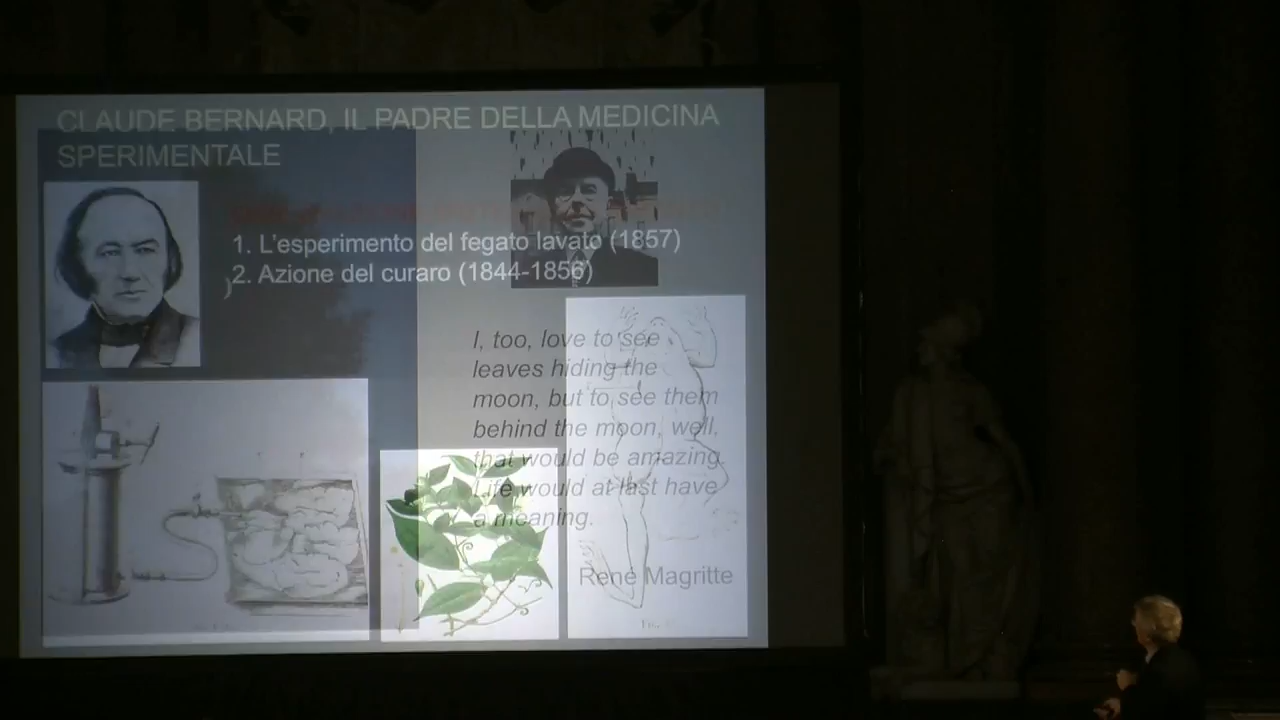 CLAUDE BERNARD, IL PADRE DELLA MEDICINA
SPERIMENTALE
1. L'esperimento del fegato lavato (1857)
2. Azione del curaro (1844-1856)
)
I, too, love to see
leaves hiding the
moon, but to see them
behind the moon, well,
that would be amazing.
Life would at last have
a meaning.
René Magritte